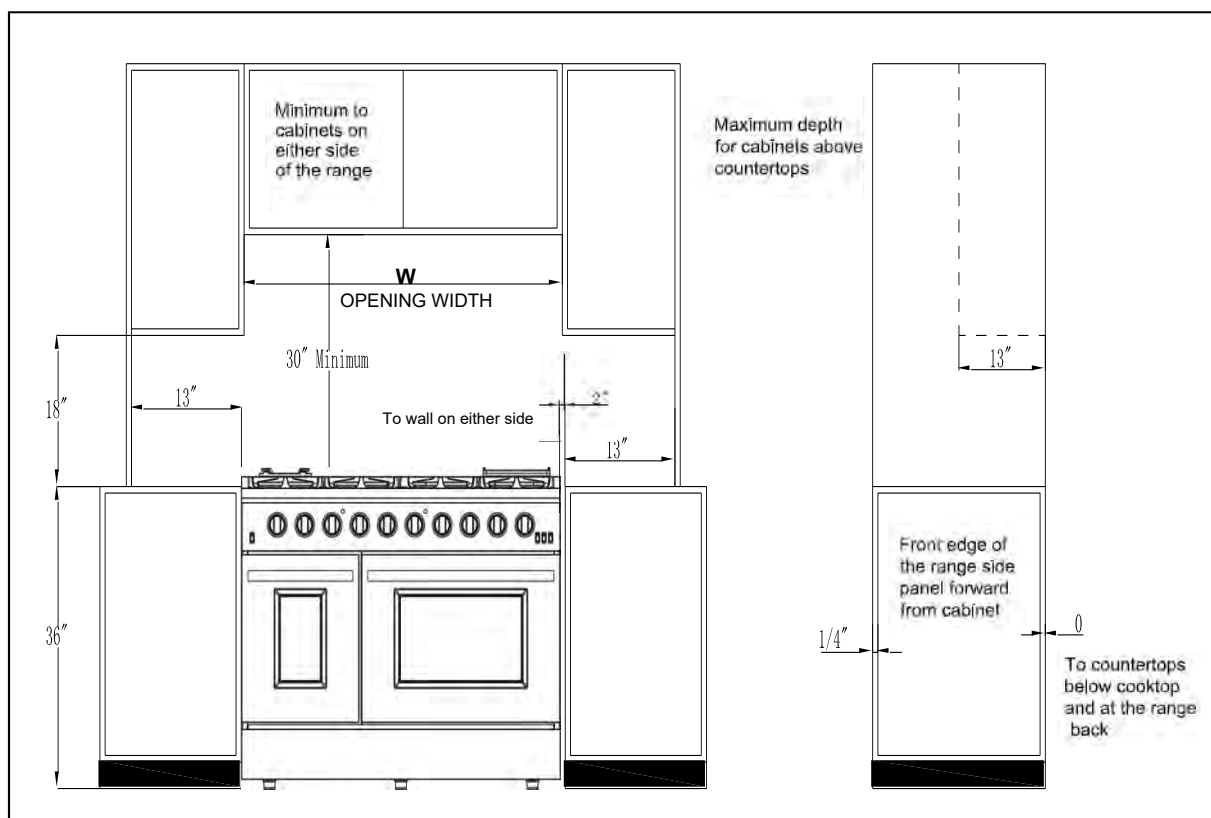 Minimum to
cabinets on
either side
of the range
Maximum depth
for cabinets above
countertops
W
OPENING WIDTH
30" Minimum
13"
18"
13"
To wall on either side
13"
36"
Front edge of
the range side
panel forward
from cabinet
1/4"
0
To countertops
below cooktop
and at the range
back